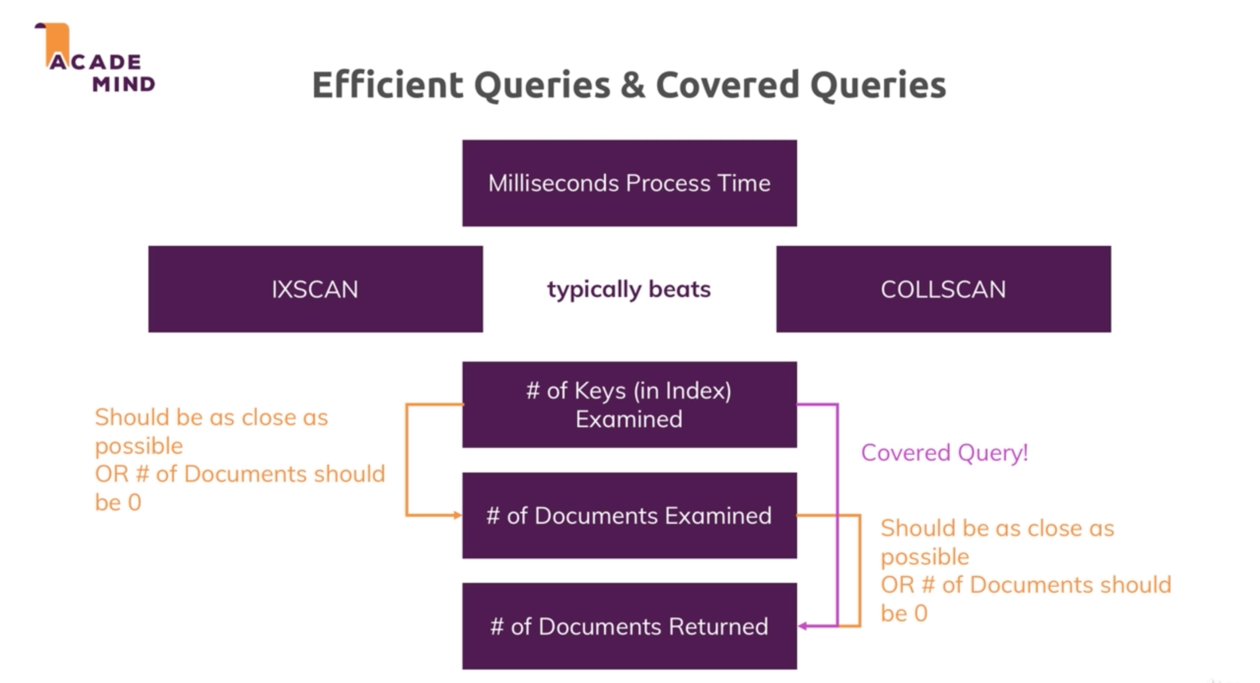 ACADE
MIND
Efficient Queries & Covered Queries
Milliseconds Process Time
IXSCAN
typically beats
COLLSCAN
# of Keys (in Index)
Examined
Should be as close as
possible
OR # of Documents should
be 0
Covered Query!
# of Documents Examined
Should be as close as
possible
OR # of Documents should
be 0
# of Documents Returned